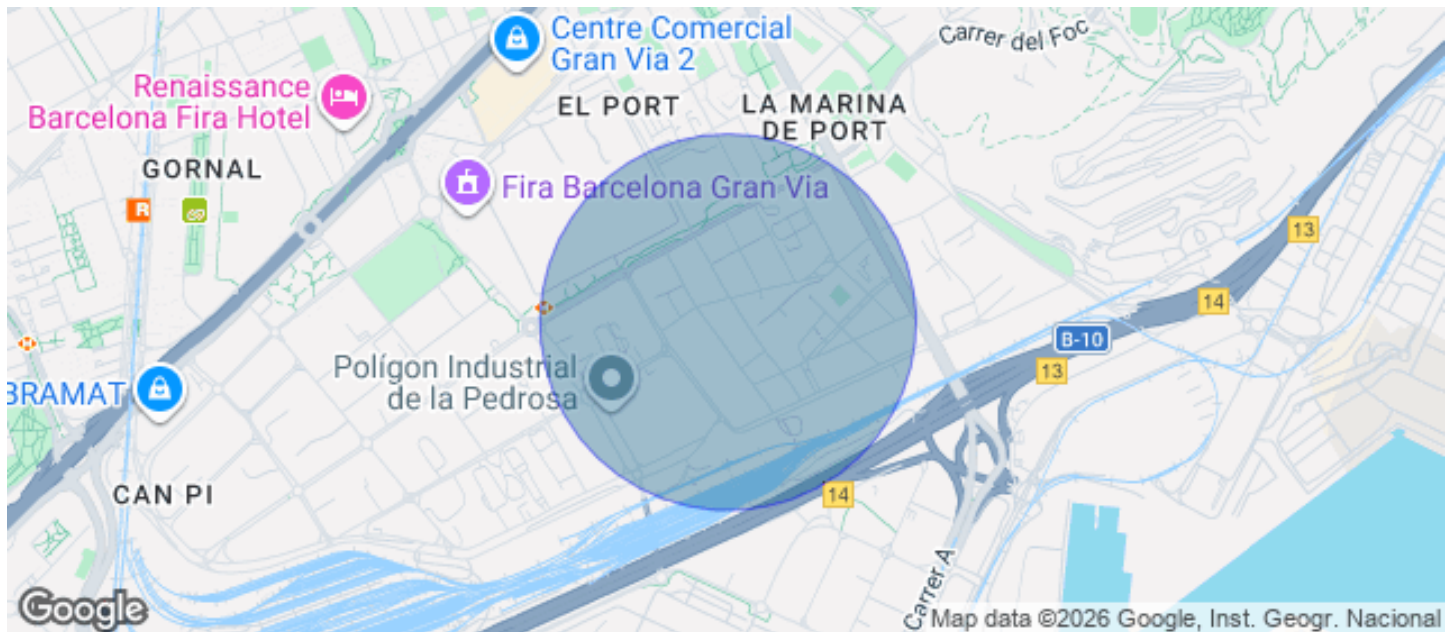 Centre Comercial
Gran Via 2
Carrer del Foc
Renaissance
Barcelona Fira Hotel
EL PORT
LA MARINA
DE PORT
GORNAL
Fira Barcelona Gran Via
R
13
14
B-10
13
Polígon Industrial
de la Pedrosa
BRAMAT
CAN PI
14
Carrer A
Google
Map data ©2026 Google, Inst. Geogr. Nacional